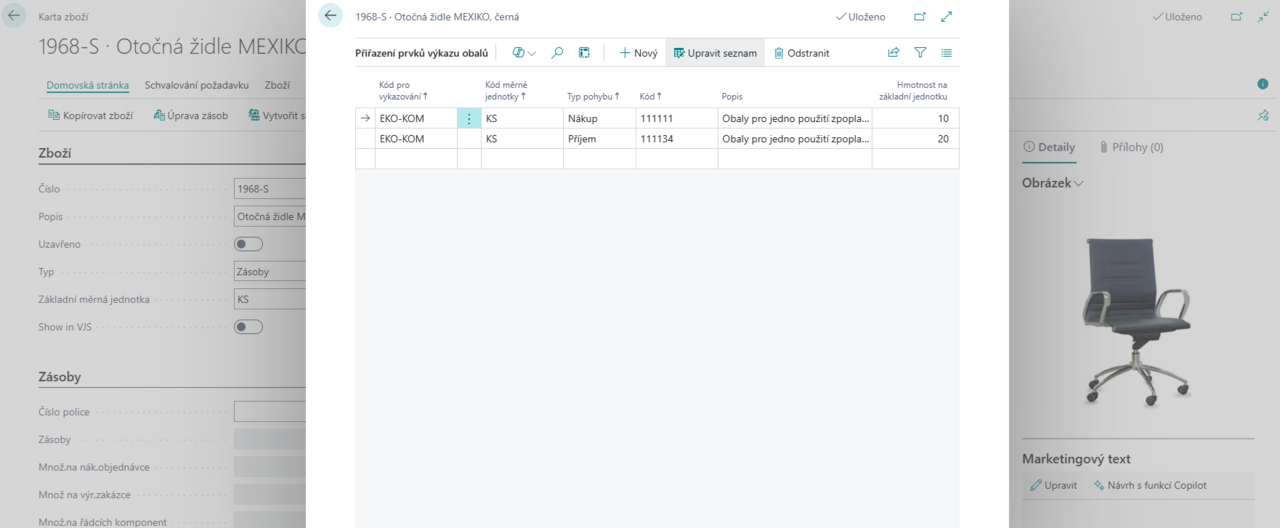 Karta zboží
1968-S · Otočná židle MEXIKO
Domovská stránka
Schvalování požadavku
Zboží
Kopírovat zboží
Úprava zásob
Vytvořit s
Zboží
Číslo
1968-S
Popis
Otočná židle M
Uzavřeno
Typ
Zásoby
Základní měrná jednotka
KS
Show in VJS
Zásoby
Číslo police
Zásoby
Množ.na nák.objednávce
Množ na výr.zakázce
Množ.na řádcích komponent
1968-S · Otočná židle MEXIKO, černá
Uloženo
Přiřazení prvků výkazu obalů
Nový
Upravit seznam
Odstranit
Kód pro vykazování ↑
Kód měrné jednotky ↑
Typ pohybu ↑
Kód ↑
Popis
Hmotnost na základní jednotku
EKO-KOM KS Nákup 111111 Obaly pro jedno použití zpopla... 10
EKO-KOM KS Příjem 111134 Obaly pro jedno použití zpopla... 20
Uloženo
Detaily
Přílohy (0)
Obrázek
Marketingový text
Upravit
Návrh s funkcí Copilot